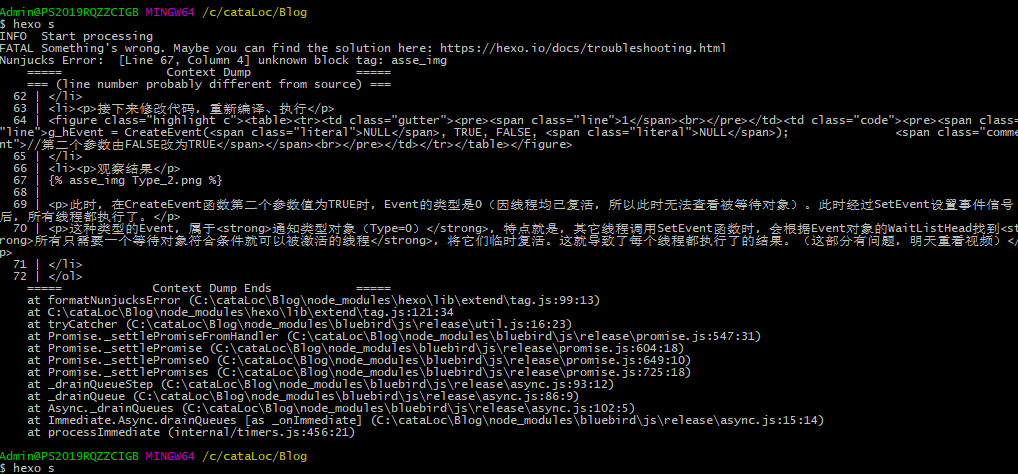 Admin@PS2019RQZZCIGB MINGW64 /c/cataLoc/Blog
$ hexo s
INFO  Start processing
FATAL Something's wrong. Maybe you can find the solution here: https://hexo.io/docs/troubleshooting.html
Nunjucks Error:  [Line 67, Column 4] unknown block tag: asse_img
    =====               Context Dump               =====
    === (line number probably different from source) ===
  62 | </li>
  63 | <li><p>接下来修改代码，重新编译、执行</p>
  64 | <figure class="highlight c"><table><tr><td class="gutter"><pre><span class="line">1</span><br></pre></td><td class="code"><pre><span class=
"line">g_hEvent = CreateEvent(<span class="literal">NULL</span>, TRUE, FALSE, <span class="literal">NULL</span>);               <span class="comme
nt">//第二个参数由FALSE改为TRUE</span></span><br></pre></td></tr></table></figure>
  65 | </li>
  66 | <li><p>观察结果</p>
  67 | {% asse_img Type_2.png %}
  68 |
  69 | <p>此时，在CreateEvent函数第二个参数值为TRUE时，Event的类型是0（因线程均已复活，所以此时无法查看被等待对象）。此时经过SetEvent设置事件信号
后，所有线程都执行了。</p>
  70 | <p>这种类型的Event，属于<strong>通知类型对象（Type=0）</strong>，特点就是，其它线程调用SetEvent函数时，会根据Event对象的WaitListHead找到<st
rong>所有只需要一个等待对象符合条件就可以被激活的线程</strong>，将它们临时复活。这就导致了每个线程都执行了的结果。（这部分有问题，明天重看视频）</
p>
  71 | </li>
  72 | </ol>
    =====             Context Dump Ends            =====
    at formatNunjucksError (C:\cataLoc\Blog\node_modules\hexo\lib\extend\tag.js:99:13)
    at C:\cataLoc\Blog\node_modules\hexo\lib\extend\tag.js:121:34
    at tryCatcher (C:\cataLoc\Blog\node_modules\bluebird\js\release\util.js:16:23)
    at Promise._settlePromiseFromHandler (C:\cataLoc\Blog\node_modules\bluebird\js\release\promise.js:547:31)
    at Promise._settlePromise (C:\cataLoc\Blog\node_modules\bluebird\js\release\promise.js:604:18)
    at Promise._settlePromise0 (C:\cataLoc\Blog\node_modules\bluebird\js\release\promise.js:649:10)
    at Promise._settlePromises (C:\cataLoc\Blog\node_modules\bluebird\js\release\promise.js:725:18)
    at _drainQueueStep (C:\cataLoc\Blog\node_modules\bluebird\js\release\async.js:93:12)
    at _drainQueue (C:\cataLoc\Blog\node_modules\bluebird\js\release\async.js:86:9)
    at Async._drainQueues (C:\cataLoc\Blog\node_modules\bluebird\js\release\async.js:102:5)
    at Immediate.Async.drainQueues [as _onImmediate] (C:\cataLoc\Blog\node_modules\bluebird\js\release\async.js:15:14)
    at processImmediate (internal/timers.js:456:21)
Admin@PS2019RQZZCIGB MINGW64 /c/cataLoc/Blog
$ hexo s